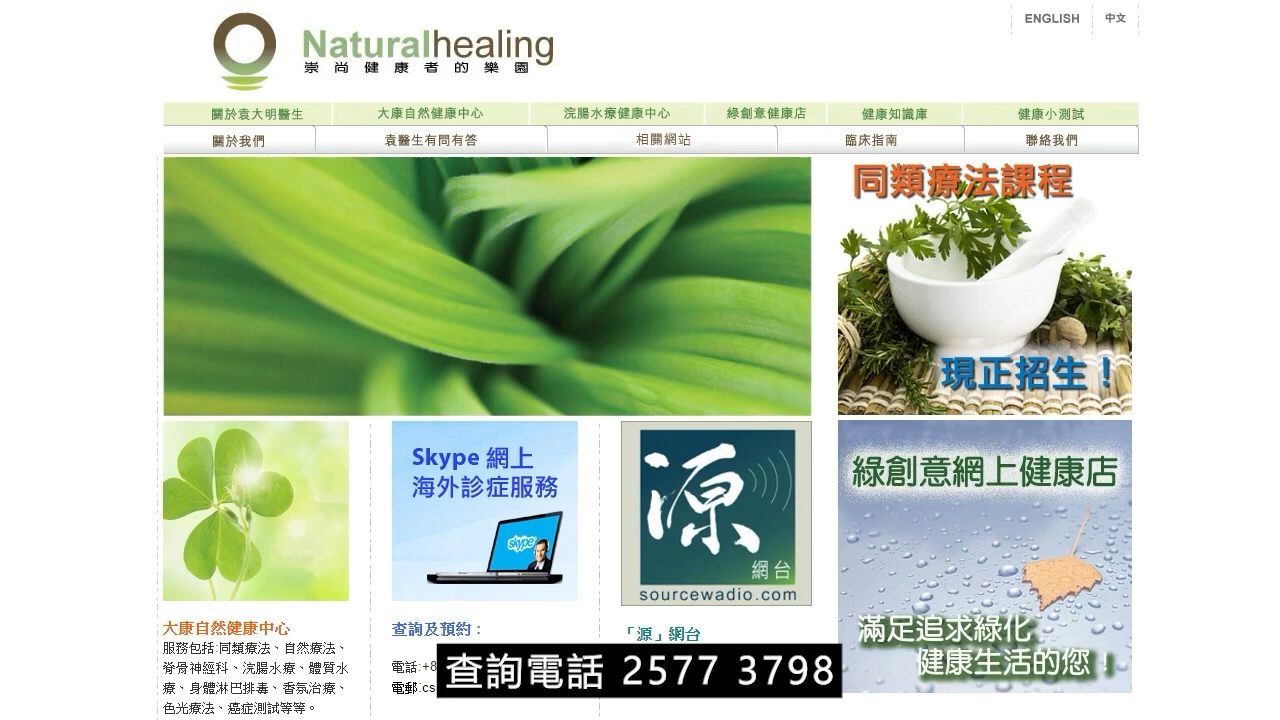 ENGLISH 中文
Naturalhealing
崇尚健康者的樂園
關於袁大明醫生 大康自然健康中心 浣腸水療健康中心 綠創意健康店 健康知識庫 健康小測試
關於我們 袁醫生有問有答 相關網站 臨床指南 聯絡我們
同類療法課程
現正招生！
Skype 網上
海外診症服務
skype
源
網台
sourcewadio.com
綠創意網上健康店
滿足追求綠化
健康生活的您！
大康自然健康中心
服務包括:同類療法、自然療法、
脊骨神經科、浣腸水療、體質水
療、身體淋巴排毒、香氛治療、
色光療法、癌症測試等等。
查詢及預約：
電話:+8
電郵:cs
「源」網台
查詢電話 2577 3798